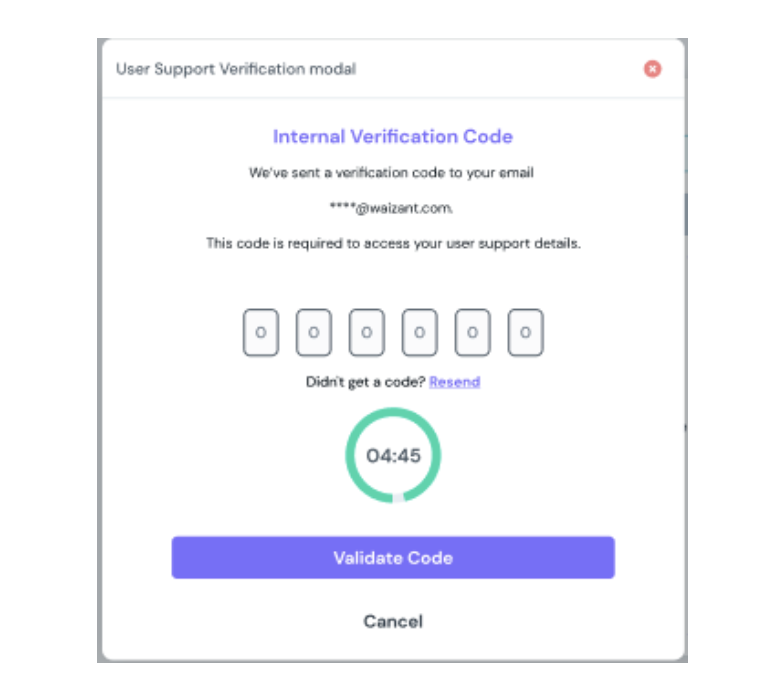 User Support Verification modal
Internal Verification Code
We've sent a verification code to your email
****@waizant.com.
This code is required to access your user support details.
0 0 0 0 0 0
Didn't get a code? Resend
04:45
Validate Code
Cancel